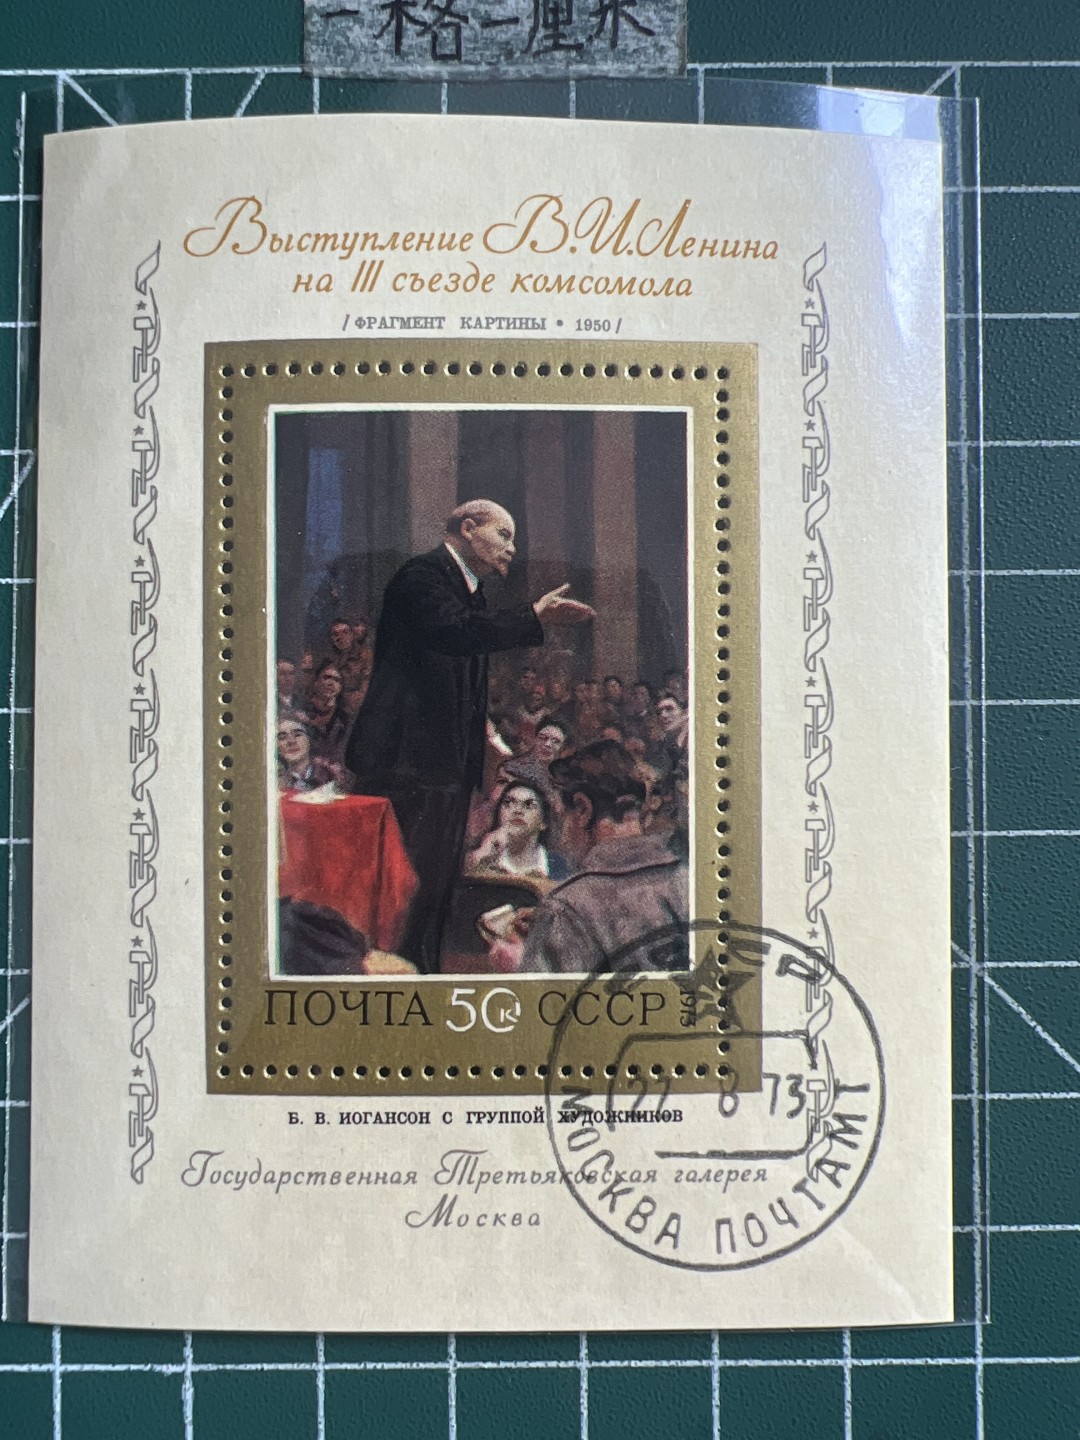 一格一厘米
Выступление В.И.Ленина
на III съезде комсомола
/ФРАГМЕНТ КАРТИНЫ • 1950/
ПОЧТА 50К СССР
1973
Б. В. ИОГАНСОН С ГРУППОЙ ХУДОЖНИКОВ
Государственная Третьяковская галерея
Москва
8 73
МОСКВА ПОЧТАМТ